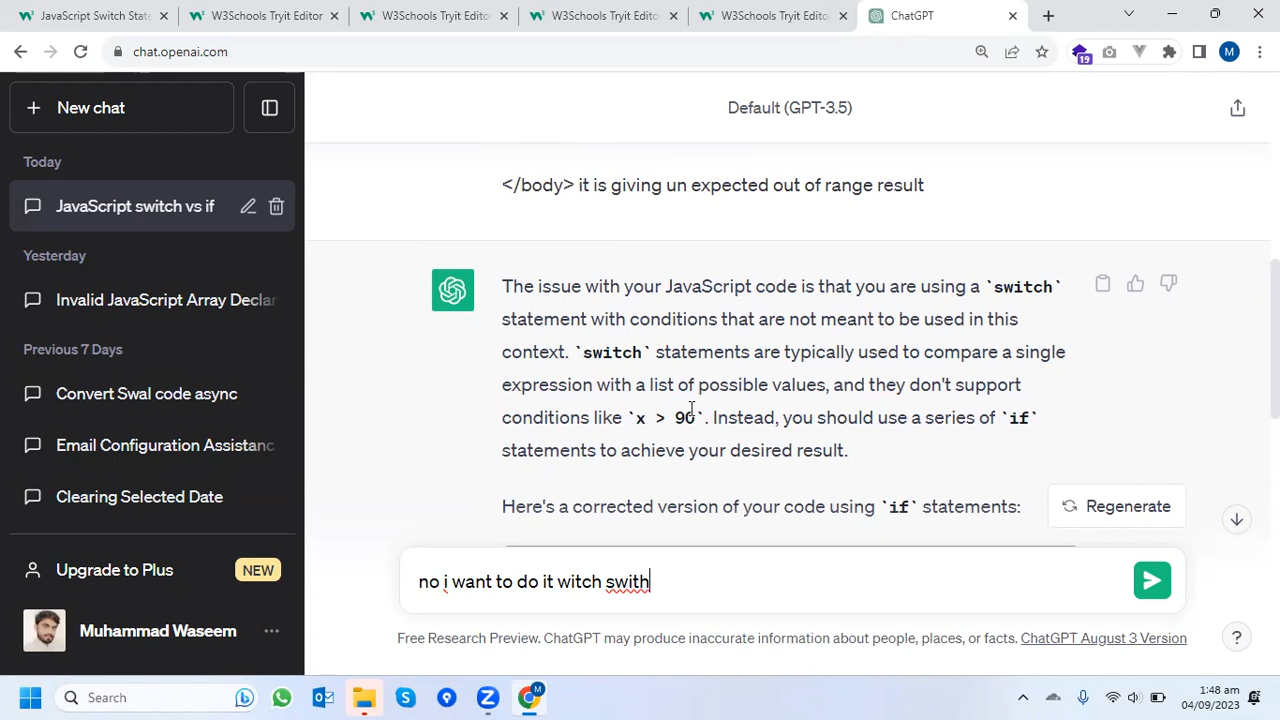 JavaScript Switch Stat
W3Schools Tryit Editor
W3Schools Tryit Editor
W3Schools Tryit Editor
W3Schools Tryit Editor
ChatGPT
chat.openai.com
19
M
New chat
Default (GPT-3.5)
Today
</body> it is giving un expected out of range result
JavaScript switch vs if
Yesterday
Invalid JavaScript Array Declar
Previous 7 Days
Convert Swal code async
Email Configuration Assistanc
Clearing Selected Date
The issue with your JavaScript code is that you are using a `switch`
statement with conditions that are not meant to be used in this
context. `switch` statements are typically used to compare a single
expression with a list of possible values, and they don't support
conditions like `x > 90`. Instead, you should use a series of `if`
statements to achieve your desired result.
Here's a corrected version of your code using `if` statements:
Regenerate
Upgrade to Plus
NEW
no i want to do it witch swith
Muhammad Waseem
Free Research Preview. ChatGPT may produce inaccurate information about people, places, or facts. ChatGPT August 3 Version
?
Search
M
1:48 am
04/09/2023